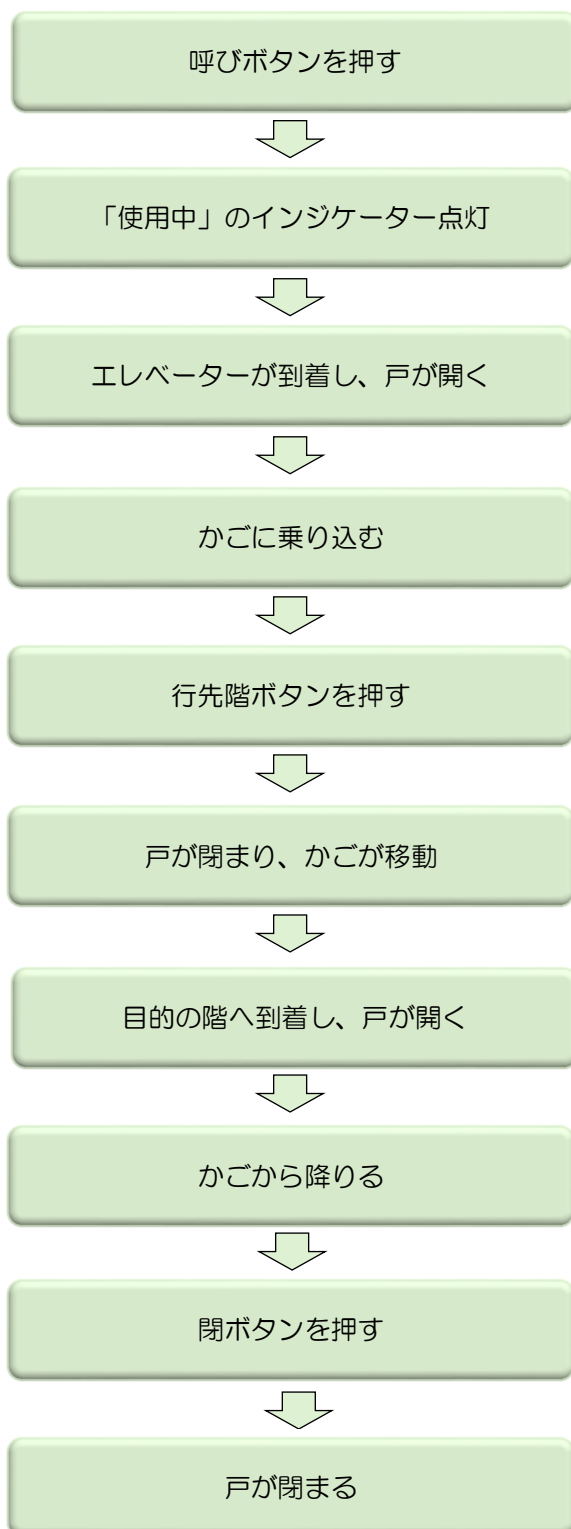 呼びボタンを押す
「使用中」のインジケーター点灯
エレベーターが到着し、戸が開く
かごに乗り込む
行先階ボタンを押す
戸が閉まり、かごが移動
目的の階へ到着し、戸が開く
かごから降りる
閉ボタンを押す
戸が閉まる